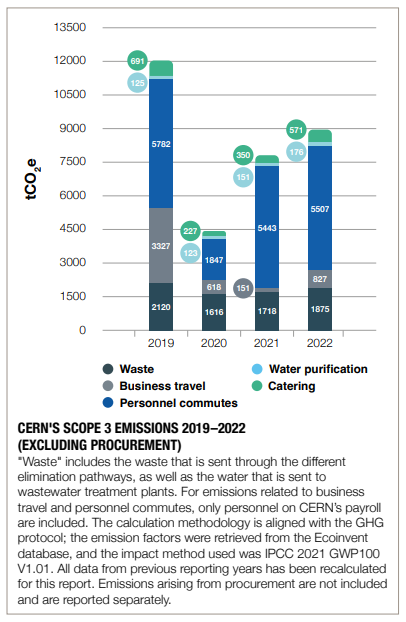 tCO2e
13500
12000
10500
9000
7500
6000
4500
3000
1500
0
691
125
5782
3327
2120
227
123
1847
618
1616
350
151
5443
151
1718
571
176
5507
827
1875
2019 2020 2021 2022
Waste Water purification
Business travel Catering
Personnel commutes
CERN'S SCOPE 3 EMISSIONS 2019–2022
(EXCLUDING PROCUREMENT)
"Waste" includes the waste that is sent through the different
elimination pathways, as well as the water that is sent to
wastewater treatment plants. For emissions related to business
travel and personnel commutes, only personnel on CERN's payroll
are included. The calculation methodology is aligned with the GHG
protocol; the emission factors were retrieved from the Ecoinvent
database, and the impact method used was IPCC 2021 GWP100
V1.01. All data from previous reporting years has been recalculated
for this report. Emissions arising from procurement are not included
and are reported separately.